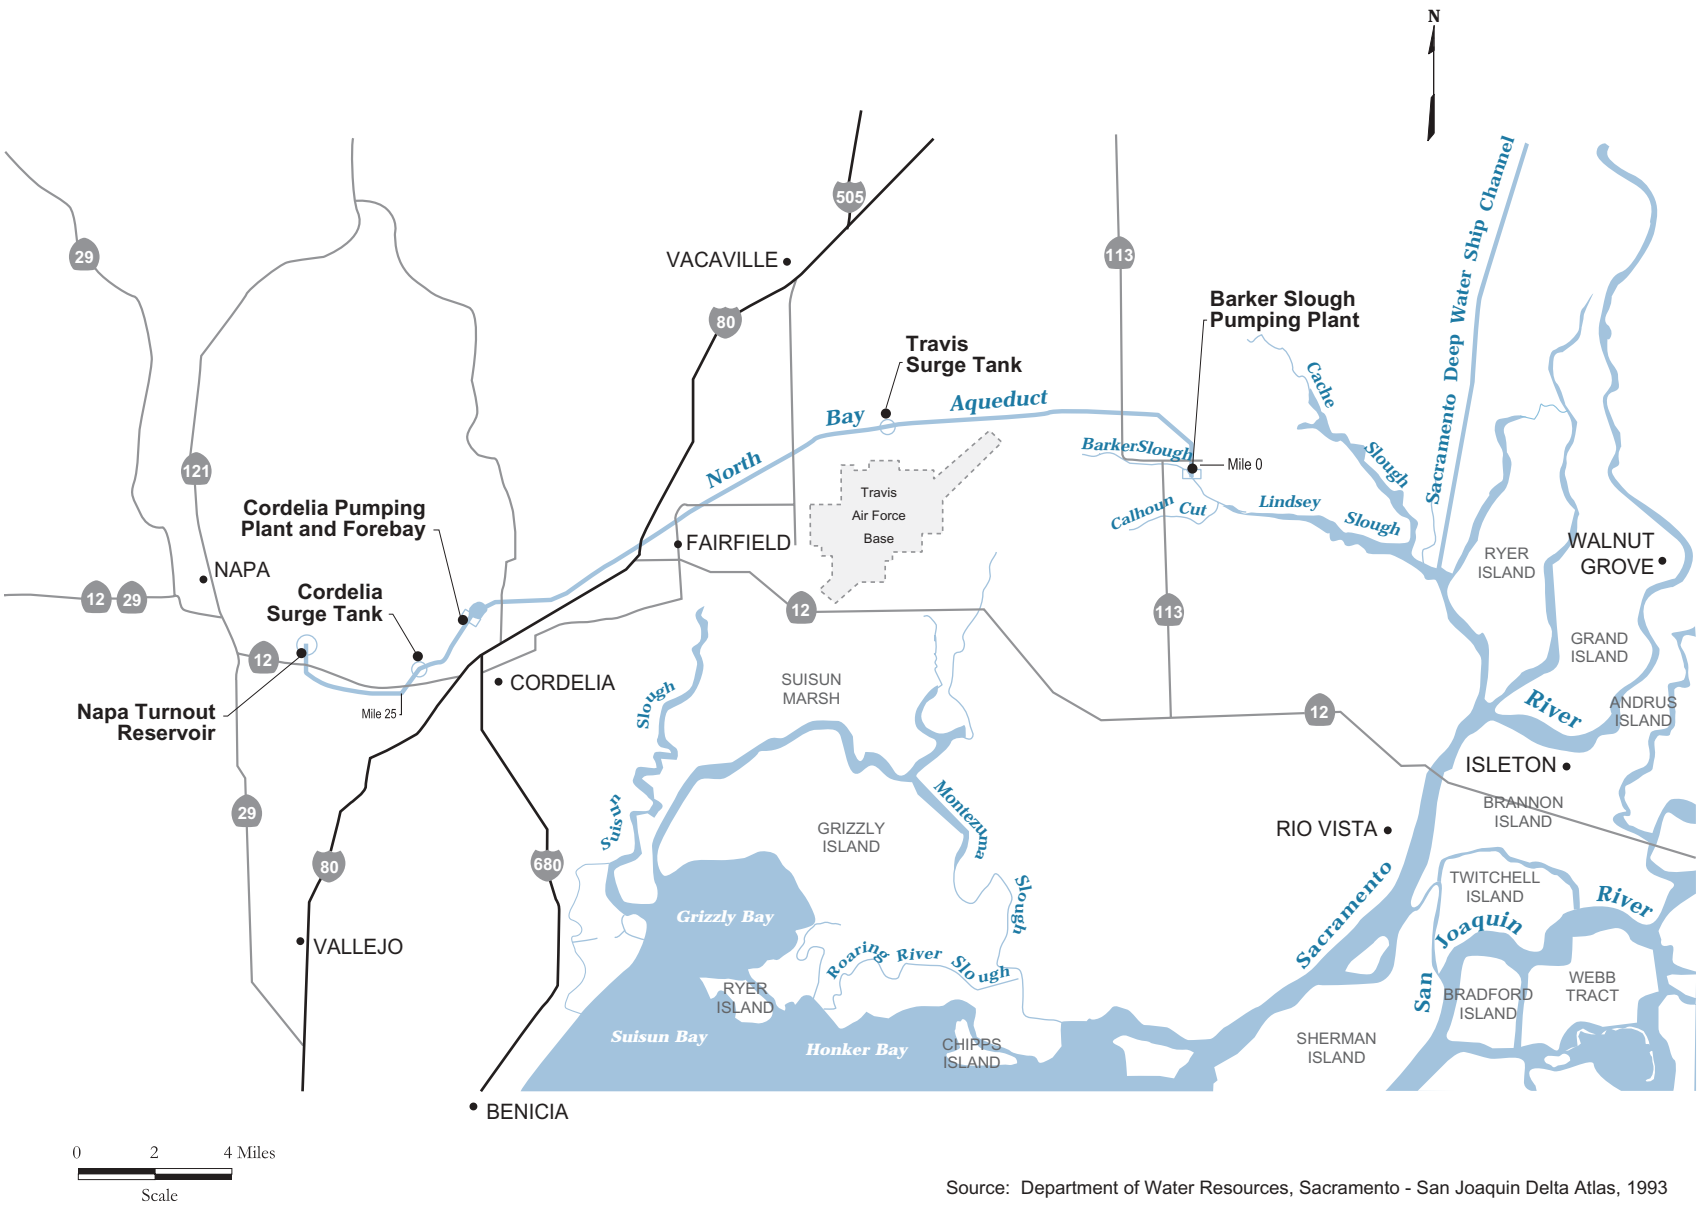 N
505
29
VACAVILLE
113
80
Barker Slough
Pumping Plant
Travis
Surge Tank
Sacramento Deep Water Ship Channel
Cache
Slough
North Bay Aqueduct
Barker Slough
Mile 0
121
Travis
Air Force
Base
Calhoun Cut
Lindsey Slough
Cordelia Pumping
Plant and Forebay
FAIRFIELD
RYER
ISLAND
WALNUT
GROVE
NAPA
Cordelia
Surge Tank
12
29
12
113
12
GRAND
ISLAND
SUISUN
MARSH
CORDELIA
Napa Turnout
Reservoir
Mile 25
12
River
ANDRUS
ISLAND
Suisun Slough
ISLETON
Montezuma Slough
BRANNON
ISLAND
29
GRIZZLY
ISLAND
RIO VISTA
80
680
TWITCHELL
ISLAND
Sacramento
River
Grizzly Bay
VALLEJO
San Joaquin
Roaring River Slough
RYER
ISLAND
BRADFORD
ISLAND
WEBB
TRACT
Suisun Bay
Honker Bay
CHIPPS
ISLAND
SHERMAN
ISLAND
BENICIA
0 2 4 Miles
Scale
Source: Department of Water Resources, Sacramento - San Joaquin Delta Atlas, 1993